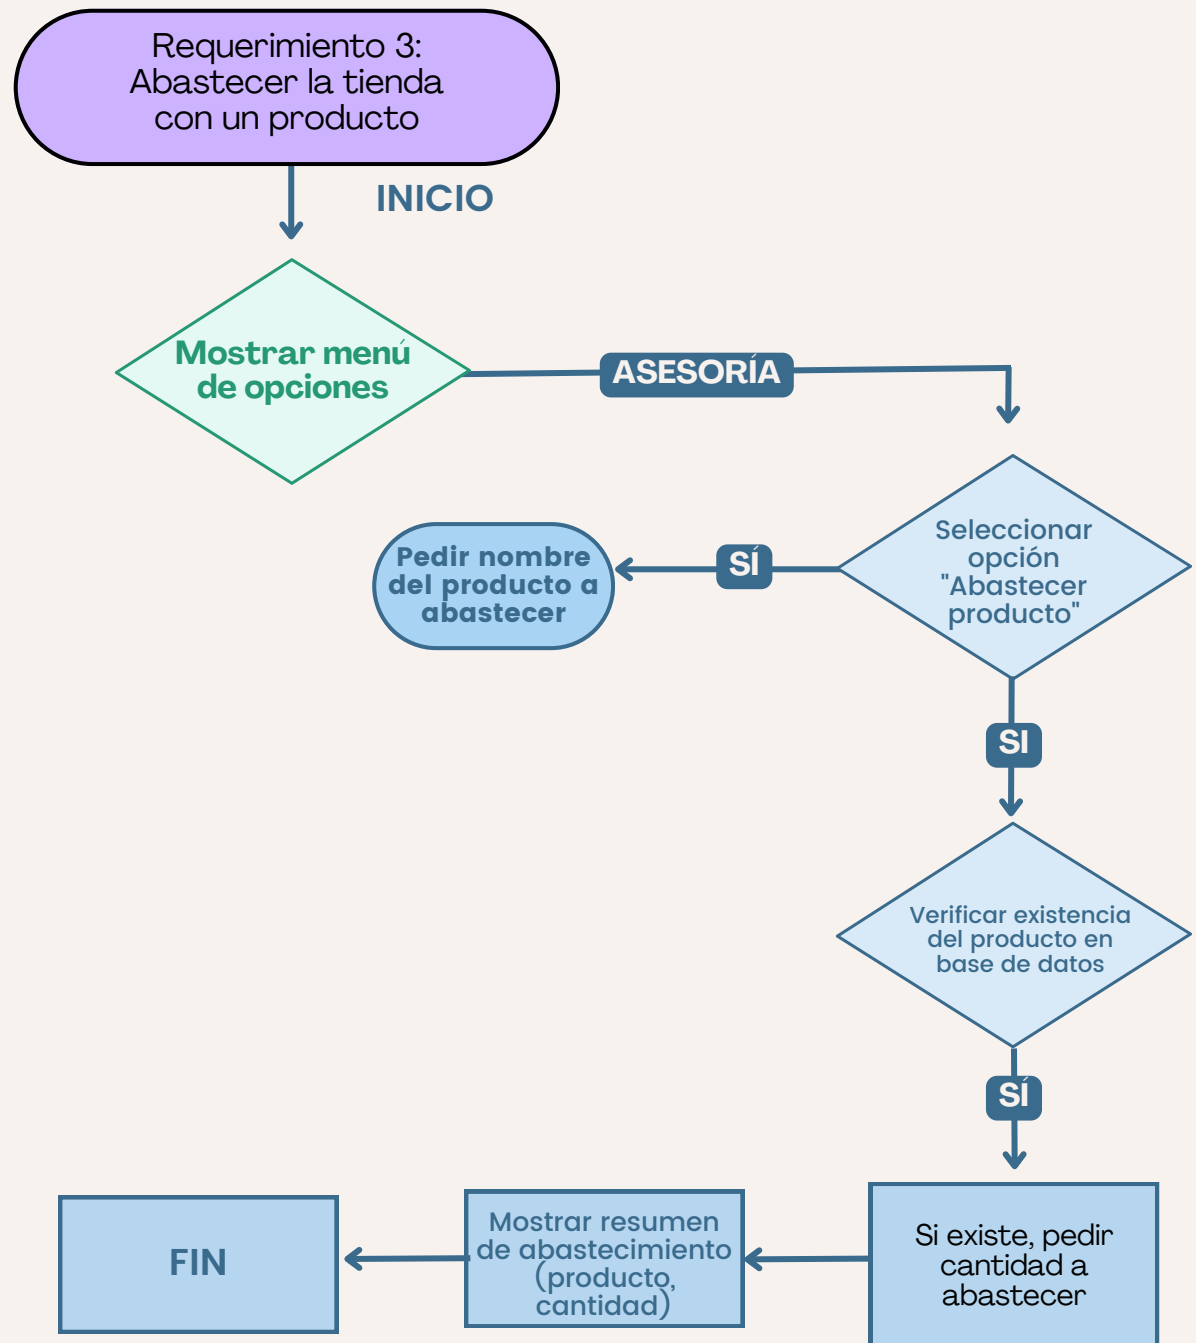 Requerimiento 3:
Abastecer la tienda
con un producto
INICIO
Mostrar menú
de opciones
ASESORÍA
Seleccionar
opción
"Abastecer
producto"
SÍ
Pedir nombre
del producto a
abastecer
SI
Verificar existencia
del producto en
base de datos
SÍ
Si existe, pedir
cantidad a
abastecer
Mostrar resumen
de abastecimiento
(producto,
cantidad)
FIN